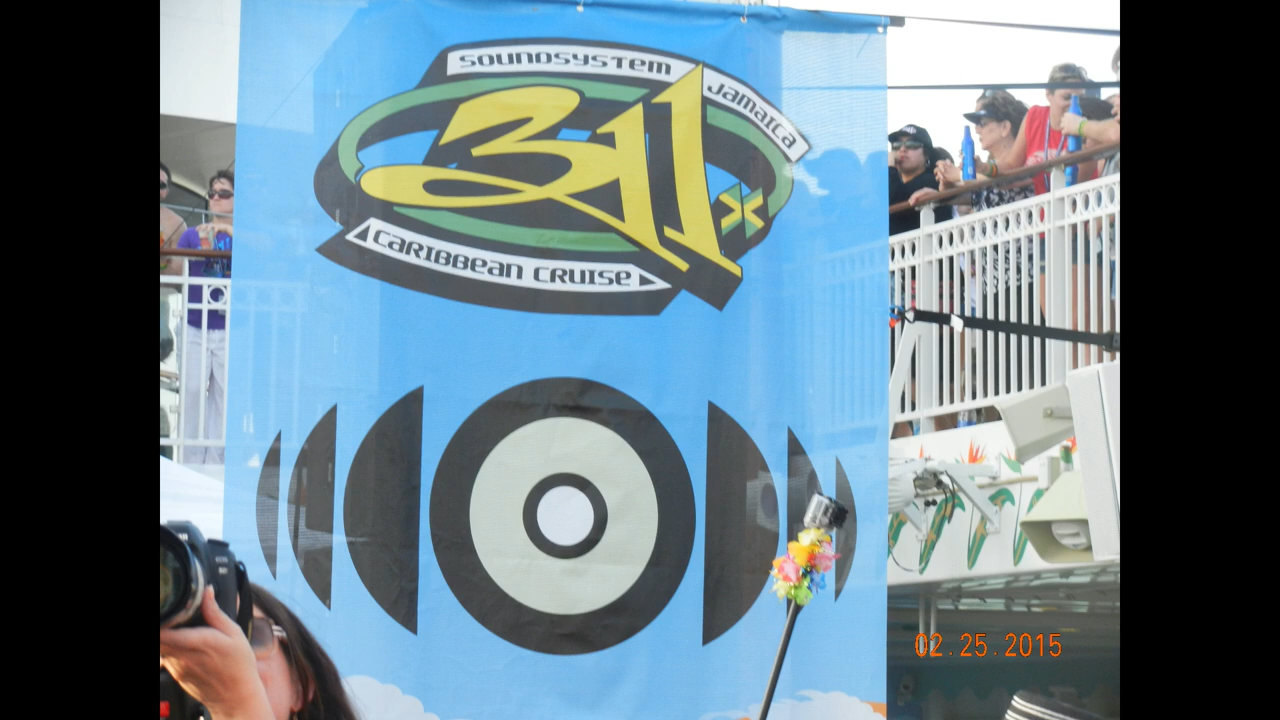 SOUNDSYSTEM
JAMAICA
311
CARIBBEAN CRUISE
02.25.2015